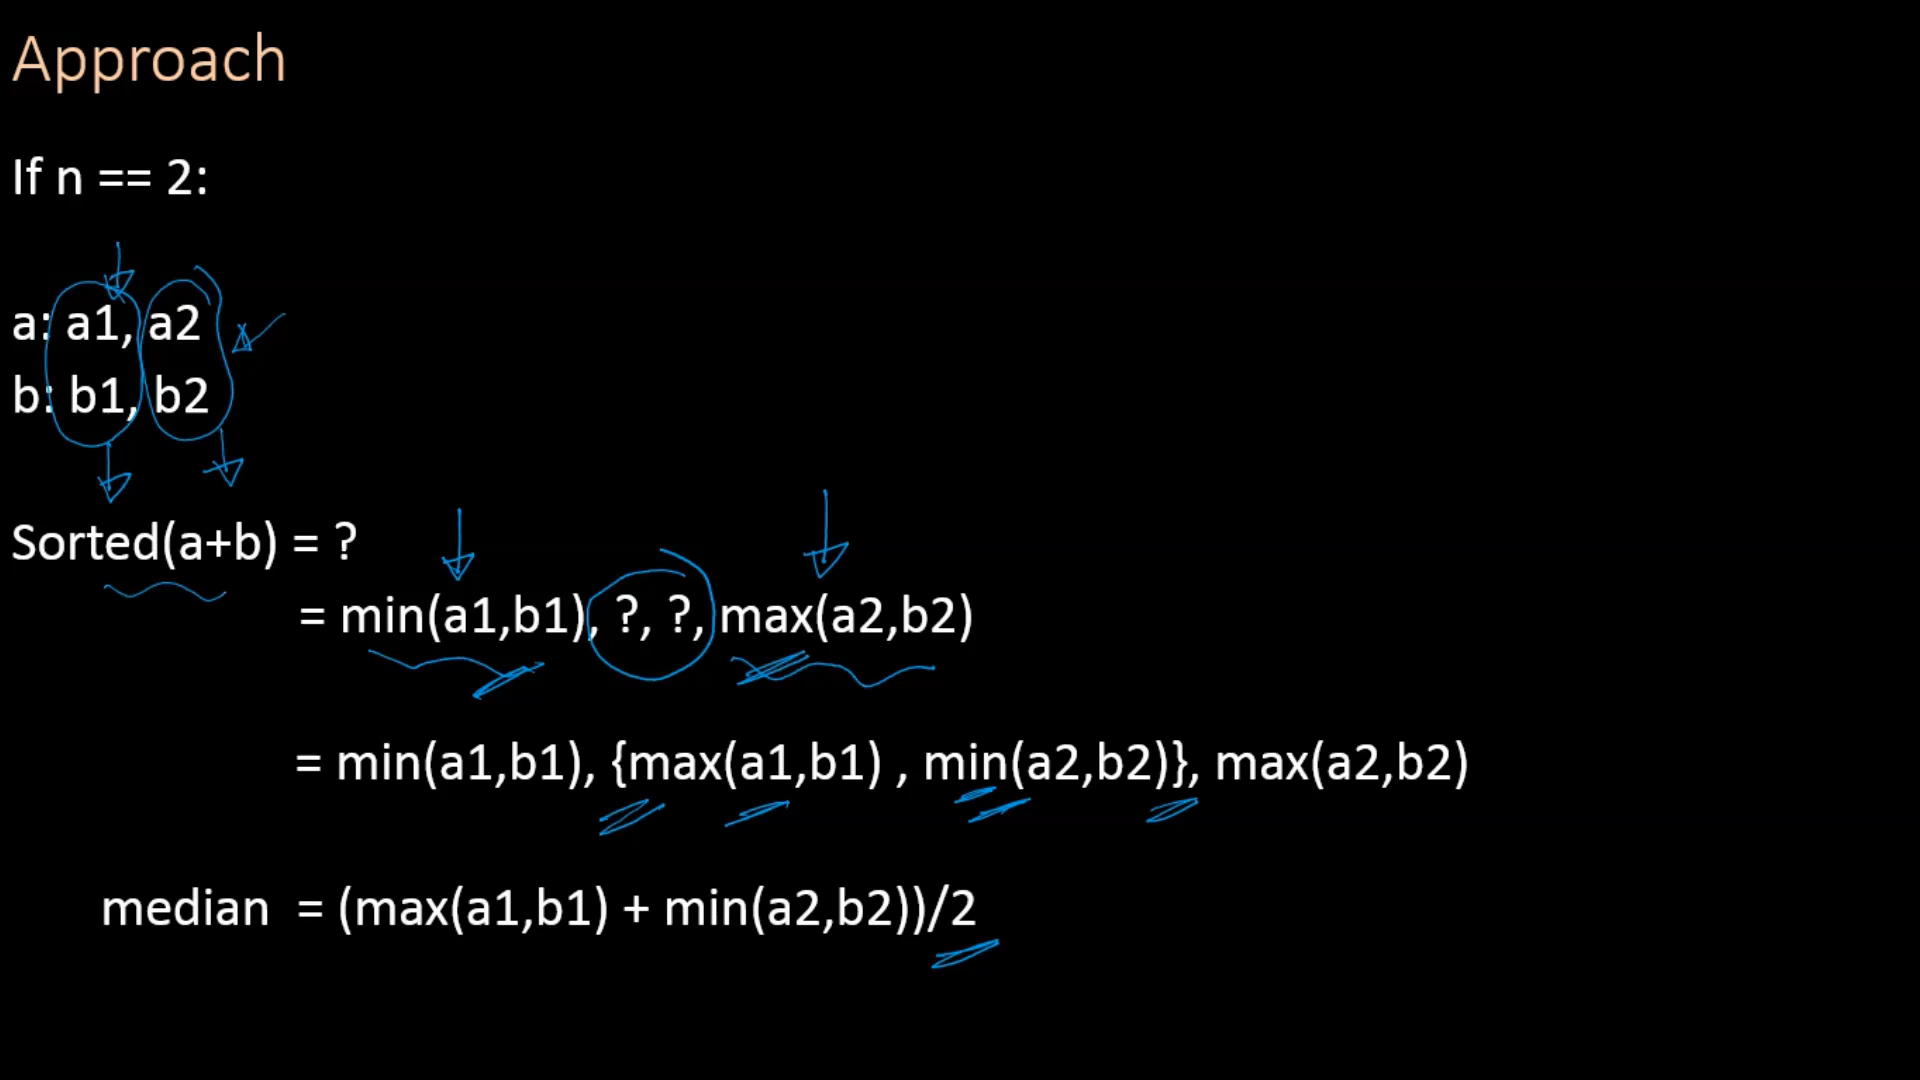 Approach
If n == 2:
a: a1, a2
b: b1, b2
Sorted(a+b) = ?
= min(a1,b1), ?, ?, max(a2,b2)
= min(a1,b1), {max(a1,b1) , min(a2,b2)}, max(a2,b2)
median = (max(a1,b1) + min(a2,b2))/2